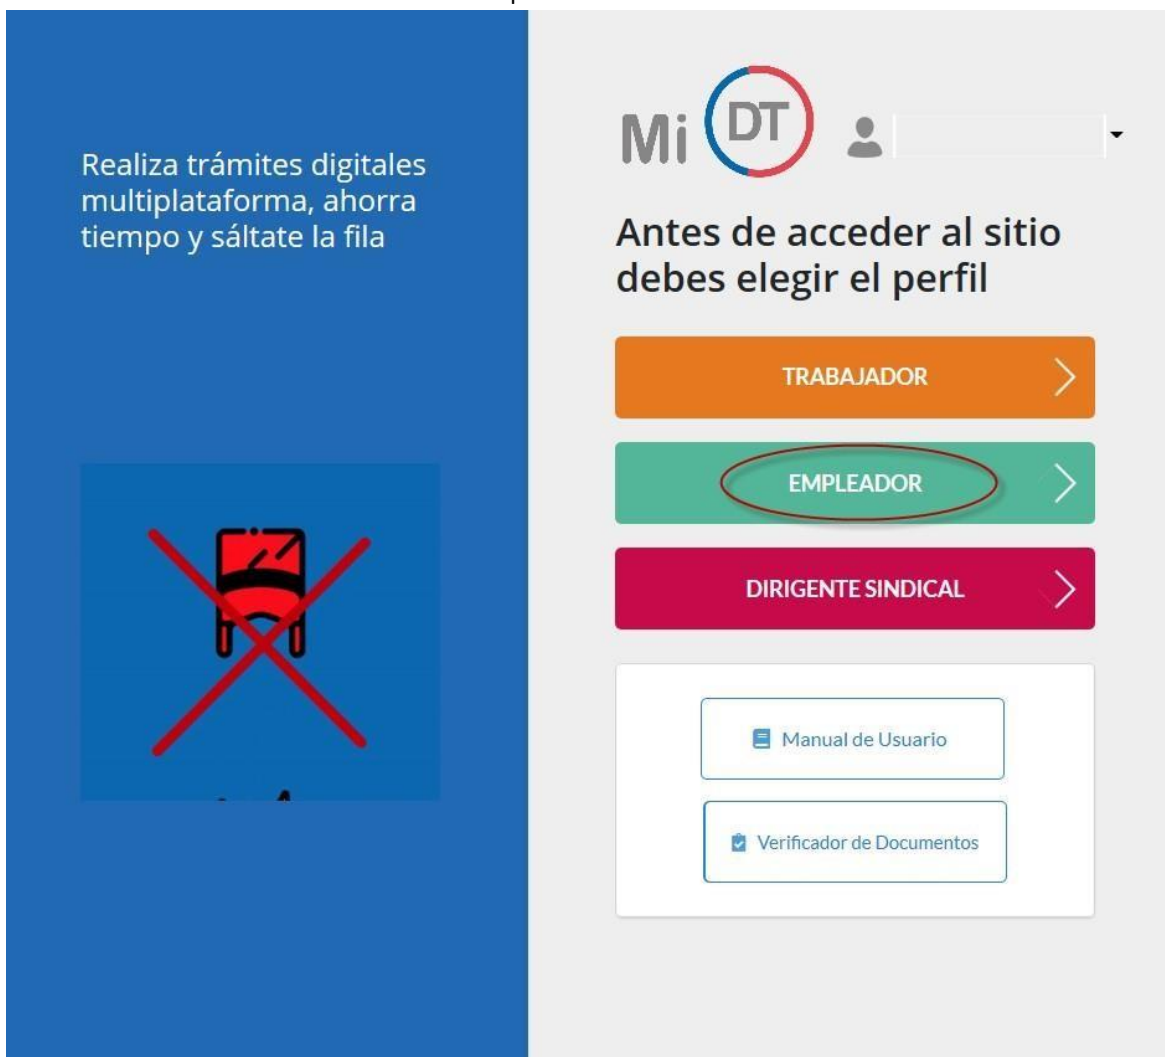 Realiza trámites digitales
multiplataforma, ahorra
tiempo y sáltate la fila
Mi DT
Antes de acceder al sitio
debes elegir el perfil
TRABAJADOR
EMPLEADOR
DIRIGENTE SINDICAL
Manual de Usuario
Verificador de Documentos